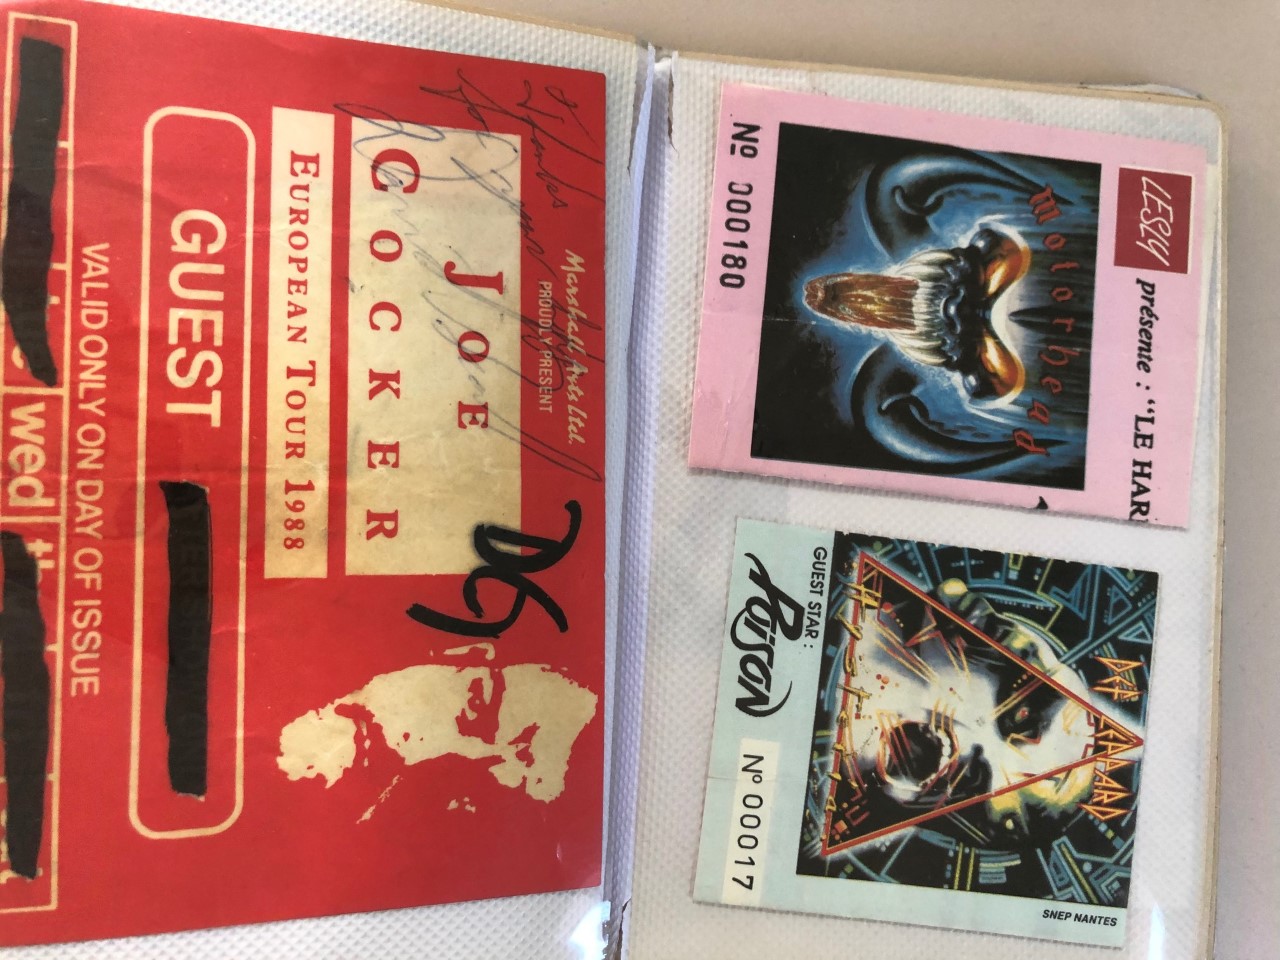 Marshall Arts Ltd.
PROUDLY PRESENT
JOE
COCKER
EUROPEAN TOUR 1988
GUEST
VALID ONLY ON DAY OF ISSUE
wed
LESLY
présente : "LE HAR
motorhead
Nº 000180
DEF LEPPARD
HYSTERIA
GUEST STAR :
POISON
Nº 00017
SNEP NANTES